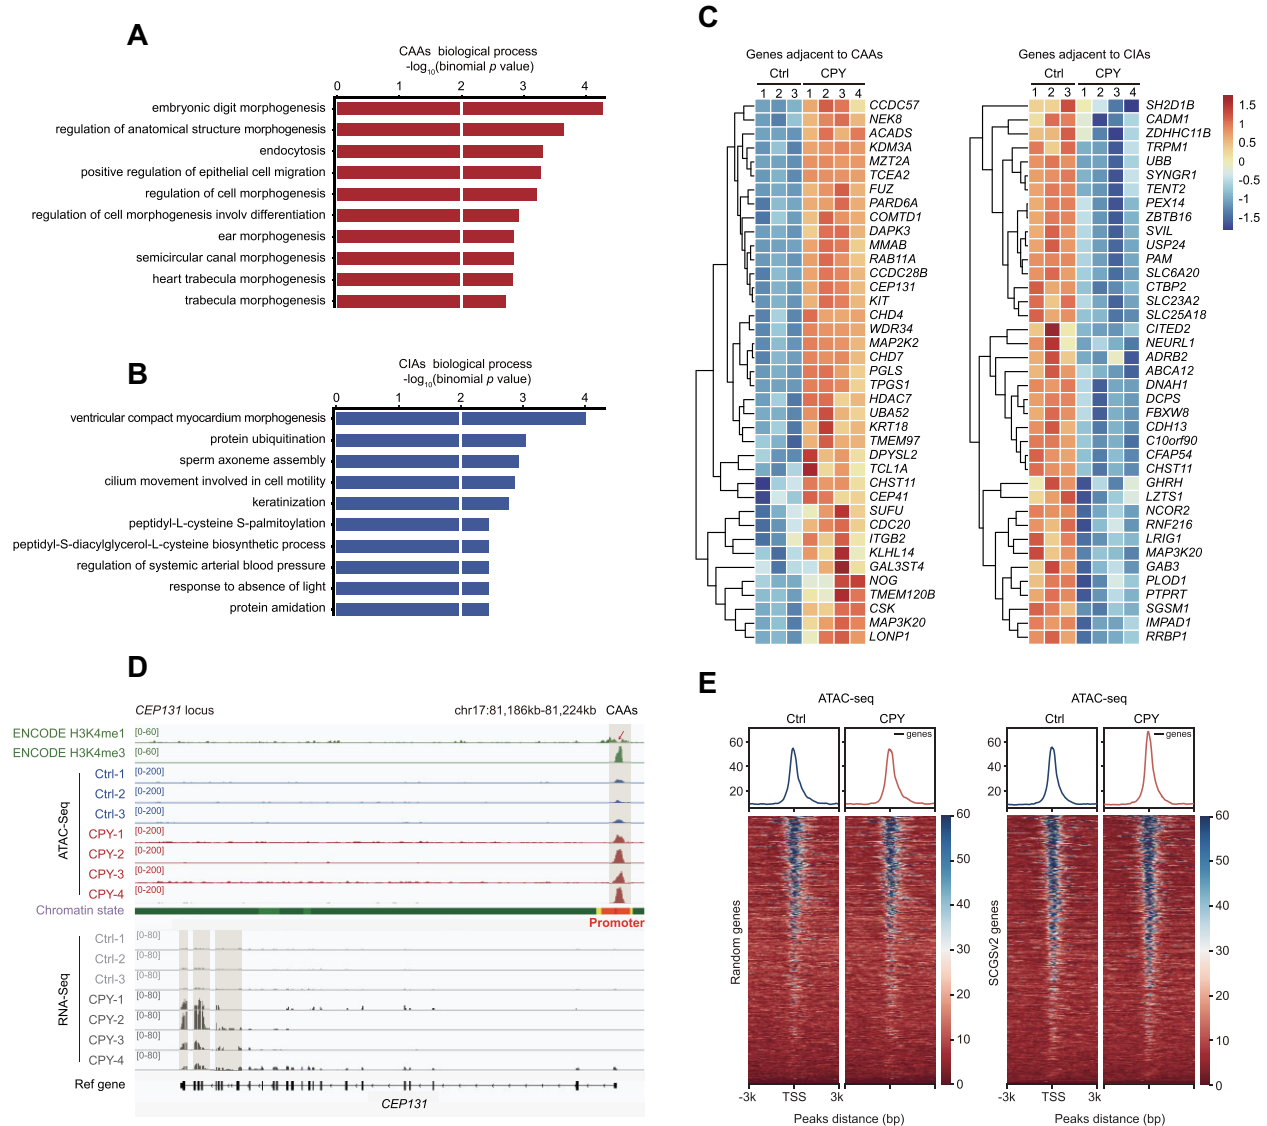 A
CAAs biological process
-log10(binomial p value)
0 1 2 3 4
embryonic digit morphogenesis
regulation of anatomical structure morphogenesis
endocytosis
positive regulation of epithelial cell migration
regulation of cell morphogenesis
regulation of cell morphogenesis involv differentiation
ear morphogenesis
semicircular canal morphogenesis
heart trabecula morphogenesis
trabecula morphogenesis
B
CIAs biological process
-log10(binomial p value)
0 1 2 3 4
ventricular compact myocardium morphogenesis
protein ubiquitination
sperm axoneme assembly
cilium movement involved in cell motility
keratinization
peptidyl-L-cysteine S-palmitoylation
peptidyl-S-diacylglycerol-L-cysteine biosynthetic process
regulation of systemic arterial blood pressure
response to absence of light
protein amidation
C
Genes adjacent to CAAs
Ctrl CPY
1 2 3 1 2 3 4
CCDC57
NEK8
ACADS
KDM3A
MZT2A
TCEA2
FUZ
PARD6A
COMTD1
DAPK3
MMAB
RAB11A
CCDC28B
CEP131
KIT
CHD4
WDR34
MAP2K2
CHD7
PGLS
TPGS1
HDAC7
UBA52
KRT18
TMEM97
DPYSL2
TCL1A
CHST11
CEP41
SUFU
CDC20
ITGB2
KLHL14
GAL3ST4
NOG
TMEM120B
CSK
MAP3K20
LONP1
Genes adjacent to CIAs
Ctrl CPY
1 2 3 1 2 3 4
SH2D1B
CADM1
ZDHHC11B
TRPM1
UBB
SYNGR1
TENT2
PEX14
ZBTB16
SVIL
USP24
PAM
SLC6A20
CTBP2
SLC23A2
SLC25A18
CITED2
NEURL1
ADRB2
ABCA12
DNAH1
DCPS
FBXW8
CDH13
C10orf90
CFAP54
CHST11
GHRH
LZTS1
NCOR2
RNF216
LRIG1
MAP3K20
GAB3
PLOD1
PTPRT
SGSM1
IMPAD1
RRBP1
1.5
1
0.5
0
-0.5
-1
-1.5
D
CEP131 locus chr17:81,186kb-81,224kb CAAs
ENCODE H3K4me1 [0-60]
ENCODE H3K4me3 [0-60]
ATAC-Seq
Ctrl-1 [0-200]
Ctrl-2 [0-200]
Ctrl-3 [0-200]
CPY-1 [0-200]
CPY-2 [0-200]
CPY-3 [0-200]
CPY-4 [0-200]
Chromatin state
Promoter
RNA-Seq
Ctrl-1 [0-80]
Ctrl-2 [0-80]
Ctrl-3 [0-80]
CPY-1 [0-80]
CPY-2 [0-80]
CPY-3 [0-80]
CPY-4 [0-80]
Ref gene
CEP131
E
ATAC-seq
Ctrl CPY
genes
60
40
20
Random genes
60
50
40
30
20
10
0
-3k TSS 3k
Peaks distance (bp)
ATAC-seq
Ctrl CPY
genes
60
40
20
SCGSv2 genes
60
50
40
30
20
10
0
-3k TSS 3k
Peaks distance (bp)